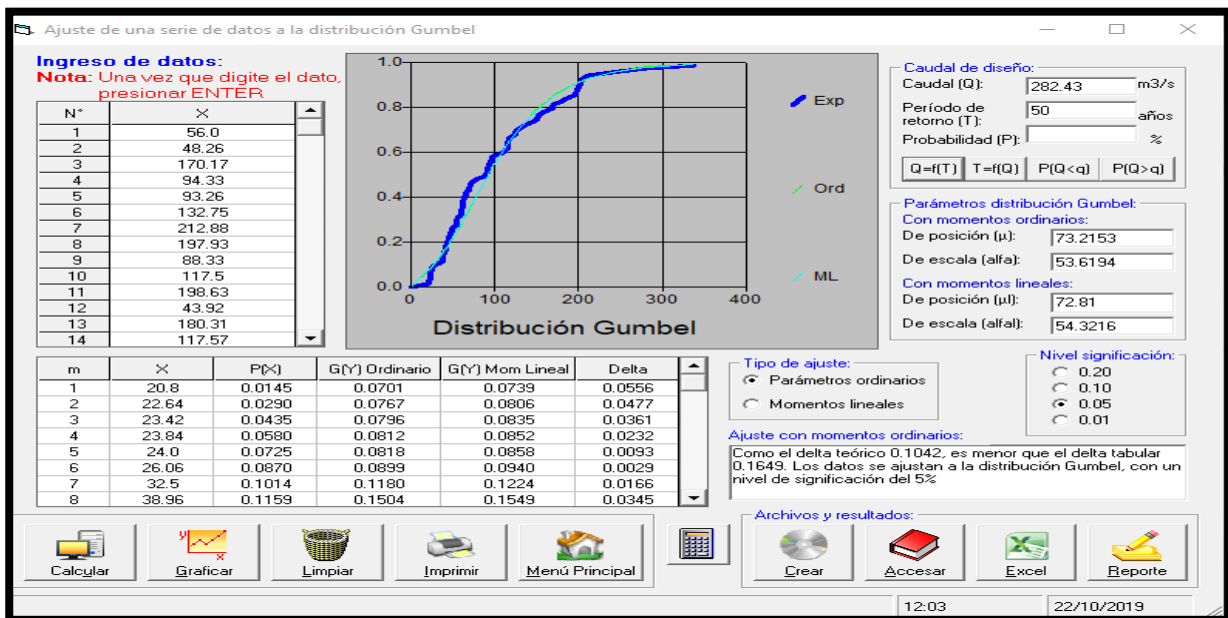 Ajuste de una serie de datos a la distribución Gumbel
Ingreso de datos:
Nota: Una vez que digite el dato,
presionar ENTER
N° X
1 56.0
2 48.26
3 170.17
4 94.33
5 93.26
6 132.75
7 212.88
8 197.93
9 88.33
10 117.5
11 198.63
12 43.92
13 180.31
14 117.57
1.0
0.8
0.6
0.4
0.2
0.0
0 100 200 300 400
Distribución Gumbel
Exp
Ord
ML
Caudal de diseño:
Caudal (Q): 282.43 m3/s
Período de
retorno (T): 50 años
Probabilidad (P): %
Q=f(T) T=f(Q) P(Q<q) P(Q>q)
Parámetros distribución Gumbel:
Con momentos ordinarios:
De posición (µ): 73.2153
De escala (alfa): 53.6194
Con momentos lineales:
De posición (µl): 72.81
De escala (alfal): 54.3216
m X P(X) G(Y) Ordinario G(Y) Mom Lineal Delta
1 20.8 0.0145 0.0701 0.0739 0.0556
2 22.64 0.0290 0.0767 0.0806 0.0477
3 23.42 0.0435 0.0796 0.0835 0.0361
4 23.84 0.0580 0.0812 0.0852 0.0232
5 24.0 0.0725 0.0818 0.0858 0.0093
6 26.06 0.0870 0.0899 0.0940 0.0029
7 32.5 0.1014 0.1180 0.1224 0.0166
8 38.96 0.1159 0.1504 0.1549 0.0345
Tipo de ajuste:
Parámetros ordinarios
Momentos lineales
Nivel significación:
0.20
0.10
0.05
0.01
Ajuste con momentos ordinarios:
Como el delta teórico 0.1042, es menor que el delta tabular
0.1649. Los datos se ajustan a la distribución Gumbel, con un
nivel de significación del 5%
Calcular Graficar Limpiar Imprimir Menú Principal
Archivos y resultados:
Crear Accesar Excel Reporte
12:03 22/10/2019